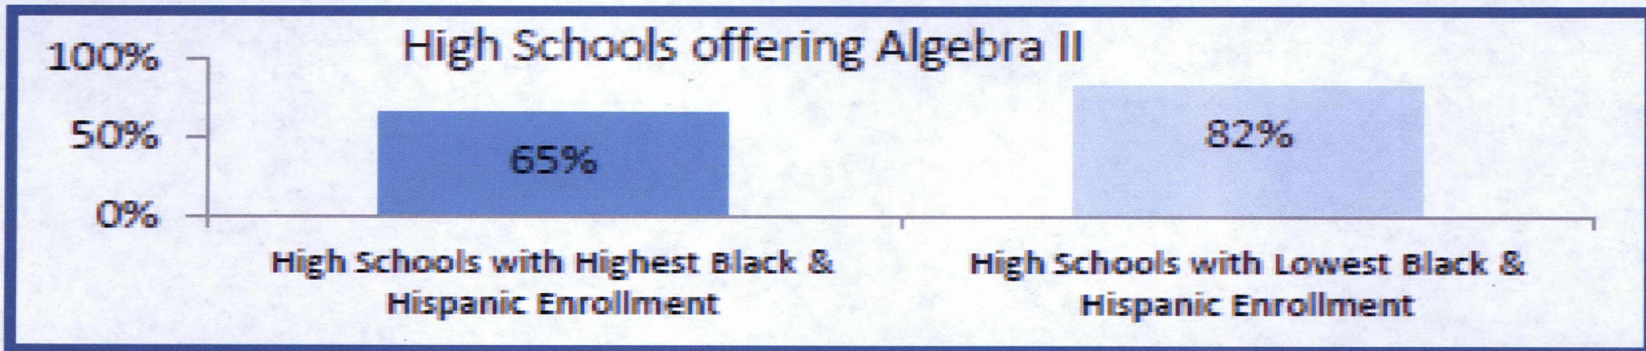 High Schools offering Algebra II
100%
50%
0%
65%
82%
High Schools with Highest Black &
Hispanic Enrollment
High Schools with Lowest Black &
Hispanic Enrollment